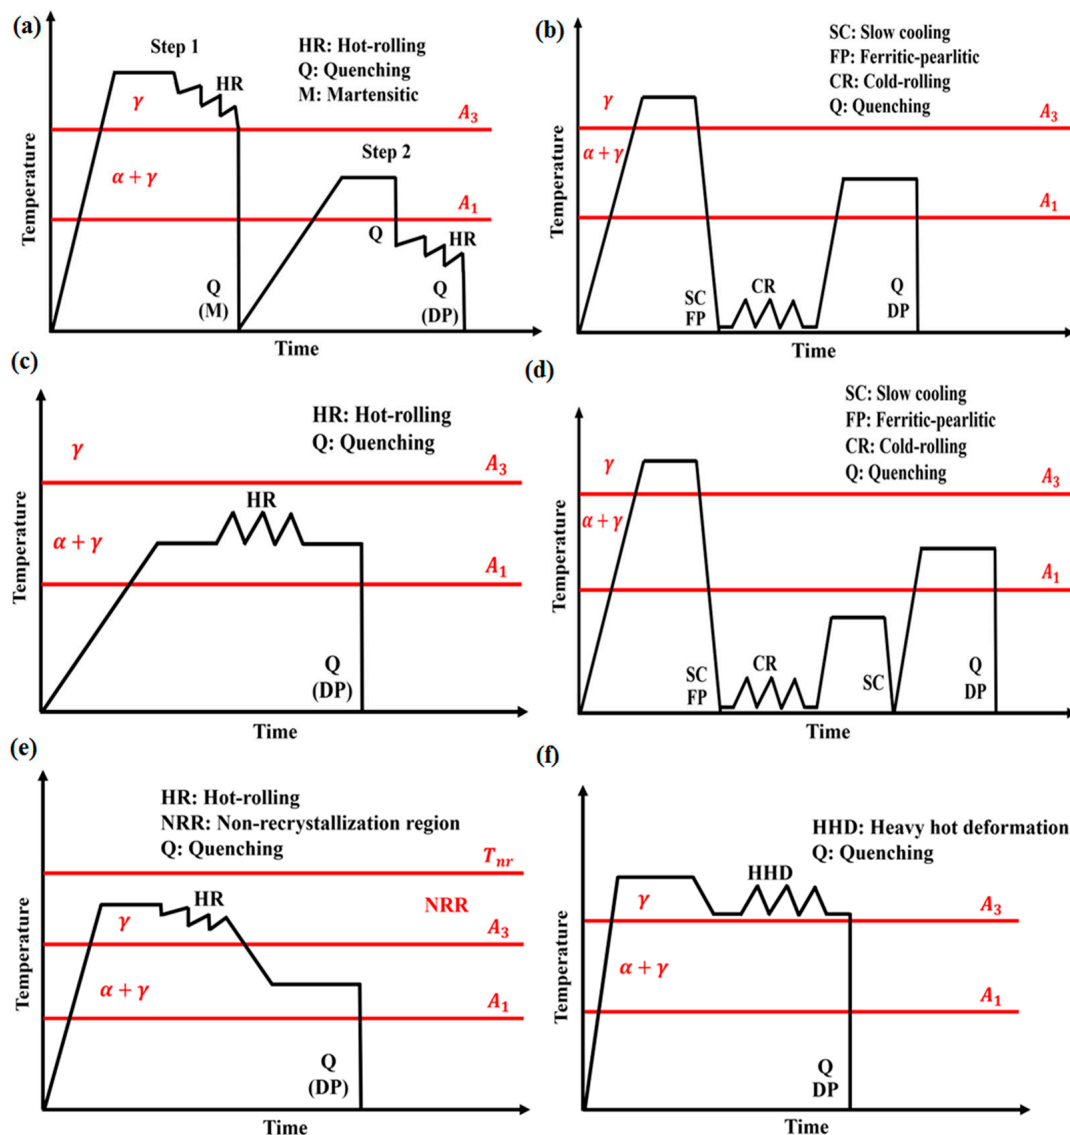 (a)
Step 1
HR: Hot-rolling
Q: Quenching
M: Martensitic
HR
γ
A3
α + γ
Step 2
A1
Q
HR
Q
(M)
Q
(DP)
Temperature
Time
(b)
SC: Slow cooling
FP: Ferritic-pearlitic
CR: Cold-rolling
Q: Quenching
γ
A3
α + γ
A1
CR
SC
FP
Q
DP
Temperature
Time
(c)
HR: Hot-rolling
Q: Quenching
γ
A3
HR
α + γ
A1
Q
(DP)
Temperature
Time
(d)
SC: Slow cooling
FP: Ferritic-pearlitic
CR: Cold-rolling
Q: Quenching
γ
A3
α + γ
A1
CR
SC
FP
SC
Q
DP
Temperature
Time
(e)
HR: Hot-rolling
NRR: Non-recrystallization region
Q: Quenching
Tnr
HR
NRR
γ
A3
α + γ
A1
Q
(DP)
Temperature
Time
(f)
HHD: Heavy hot deformation
Q: Quenching
HHD
γ
A3
α + γ
A1
Q
DP
Temperature
Time